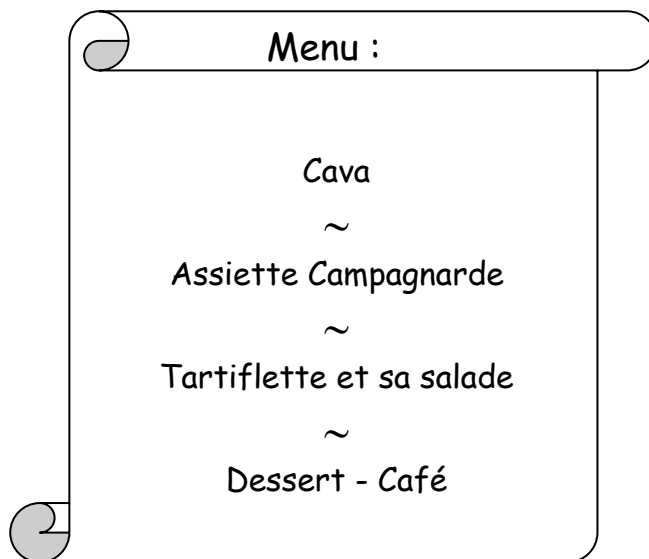 Menu :
Cava
~
Assiette Campagnarde
~
Tartiflette et sa salade
~
Dessert - Café